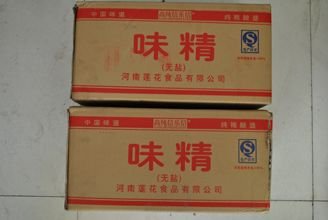 中国味道
纯粮酿造
味精
(无盐)
河南莲花食品有限公司
中国味道
纯粮酿造
味精
(无盐)
河南莲花食品有限公司